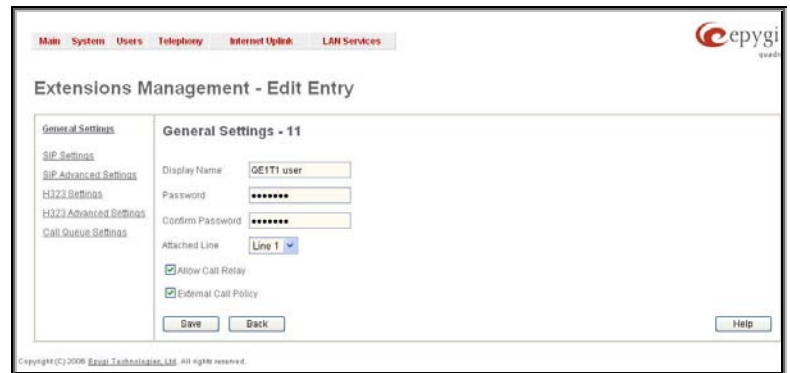 Main System Users Telephony Internet Uplink LAN Services
epygi
quadro
Extensions Management - Edit Entry
General Settings
SIP Settings
SIP Advanced Settings
H323 Settings
H323 Advanced Settings
Call Queue Settings
General Settings - 11
Display Name QE1T1 user
Password •••••••
Confirm Password •••••••
Attached Line Line 1
Allow Call Relay
External Call Policy
Save Back Help
Copyright (C) 2006 Epygi Technologies, Ltd. All rights reserved.